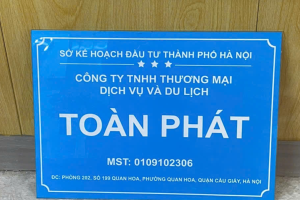 SỞ KẾ HOẠCH ĐẦU TƯ THÀNH PHỐ HÀ NỘI
CÔNG TY TNHH THƯƠNG MẠI
DỊCH VỤ VÀ DU LỊCH
TOÀN PHÁT
MST: 0109102306
ĐC: PHÒNG 202, SỐ 180 QUAN HOA, PHƯỜNG QUAN HOA, QUẬN CẦU GIẤY, HÀ NỘI